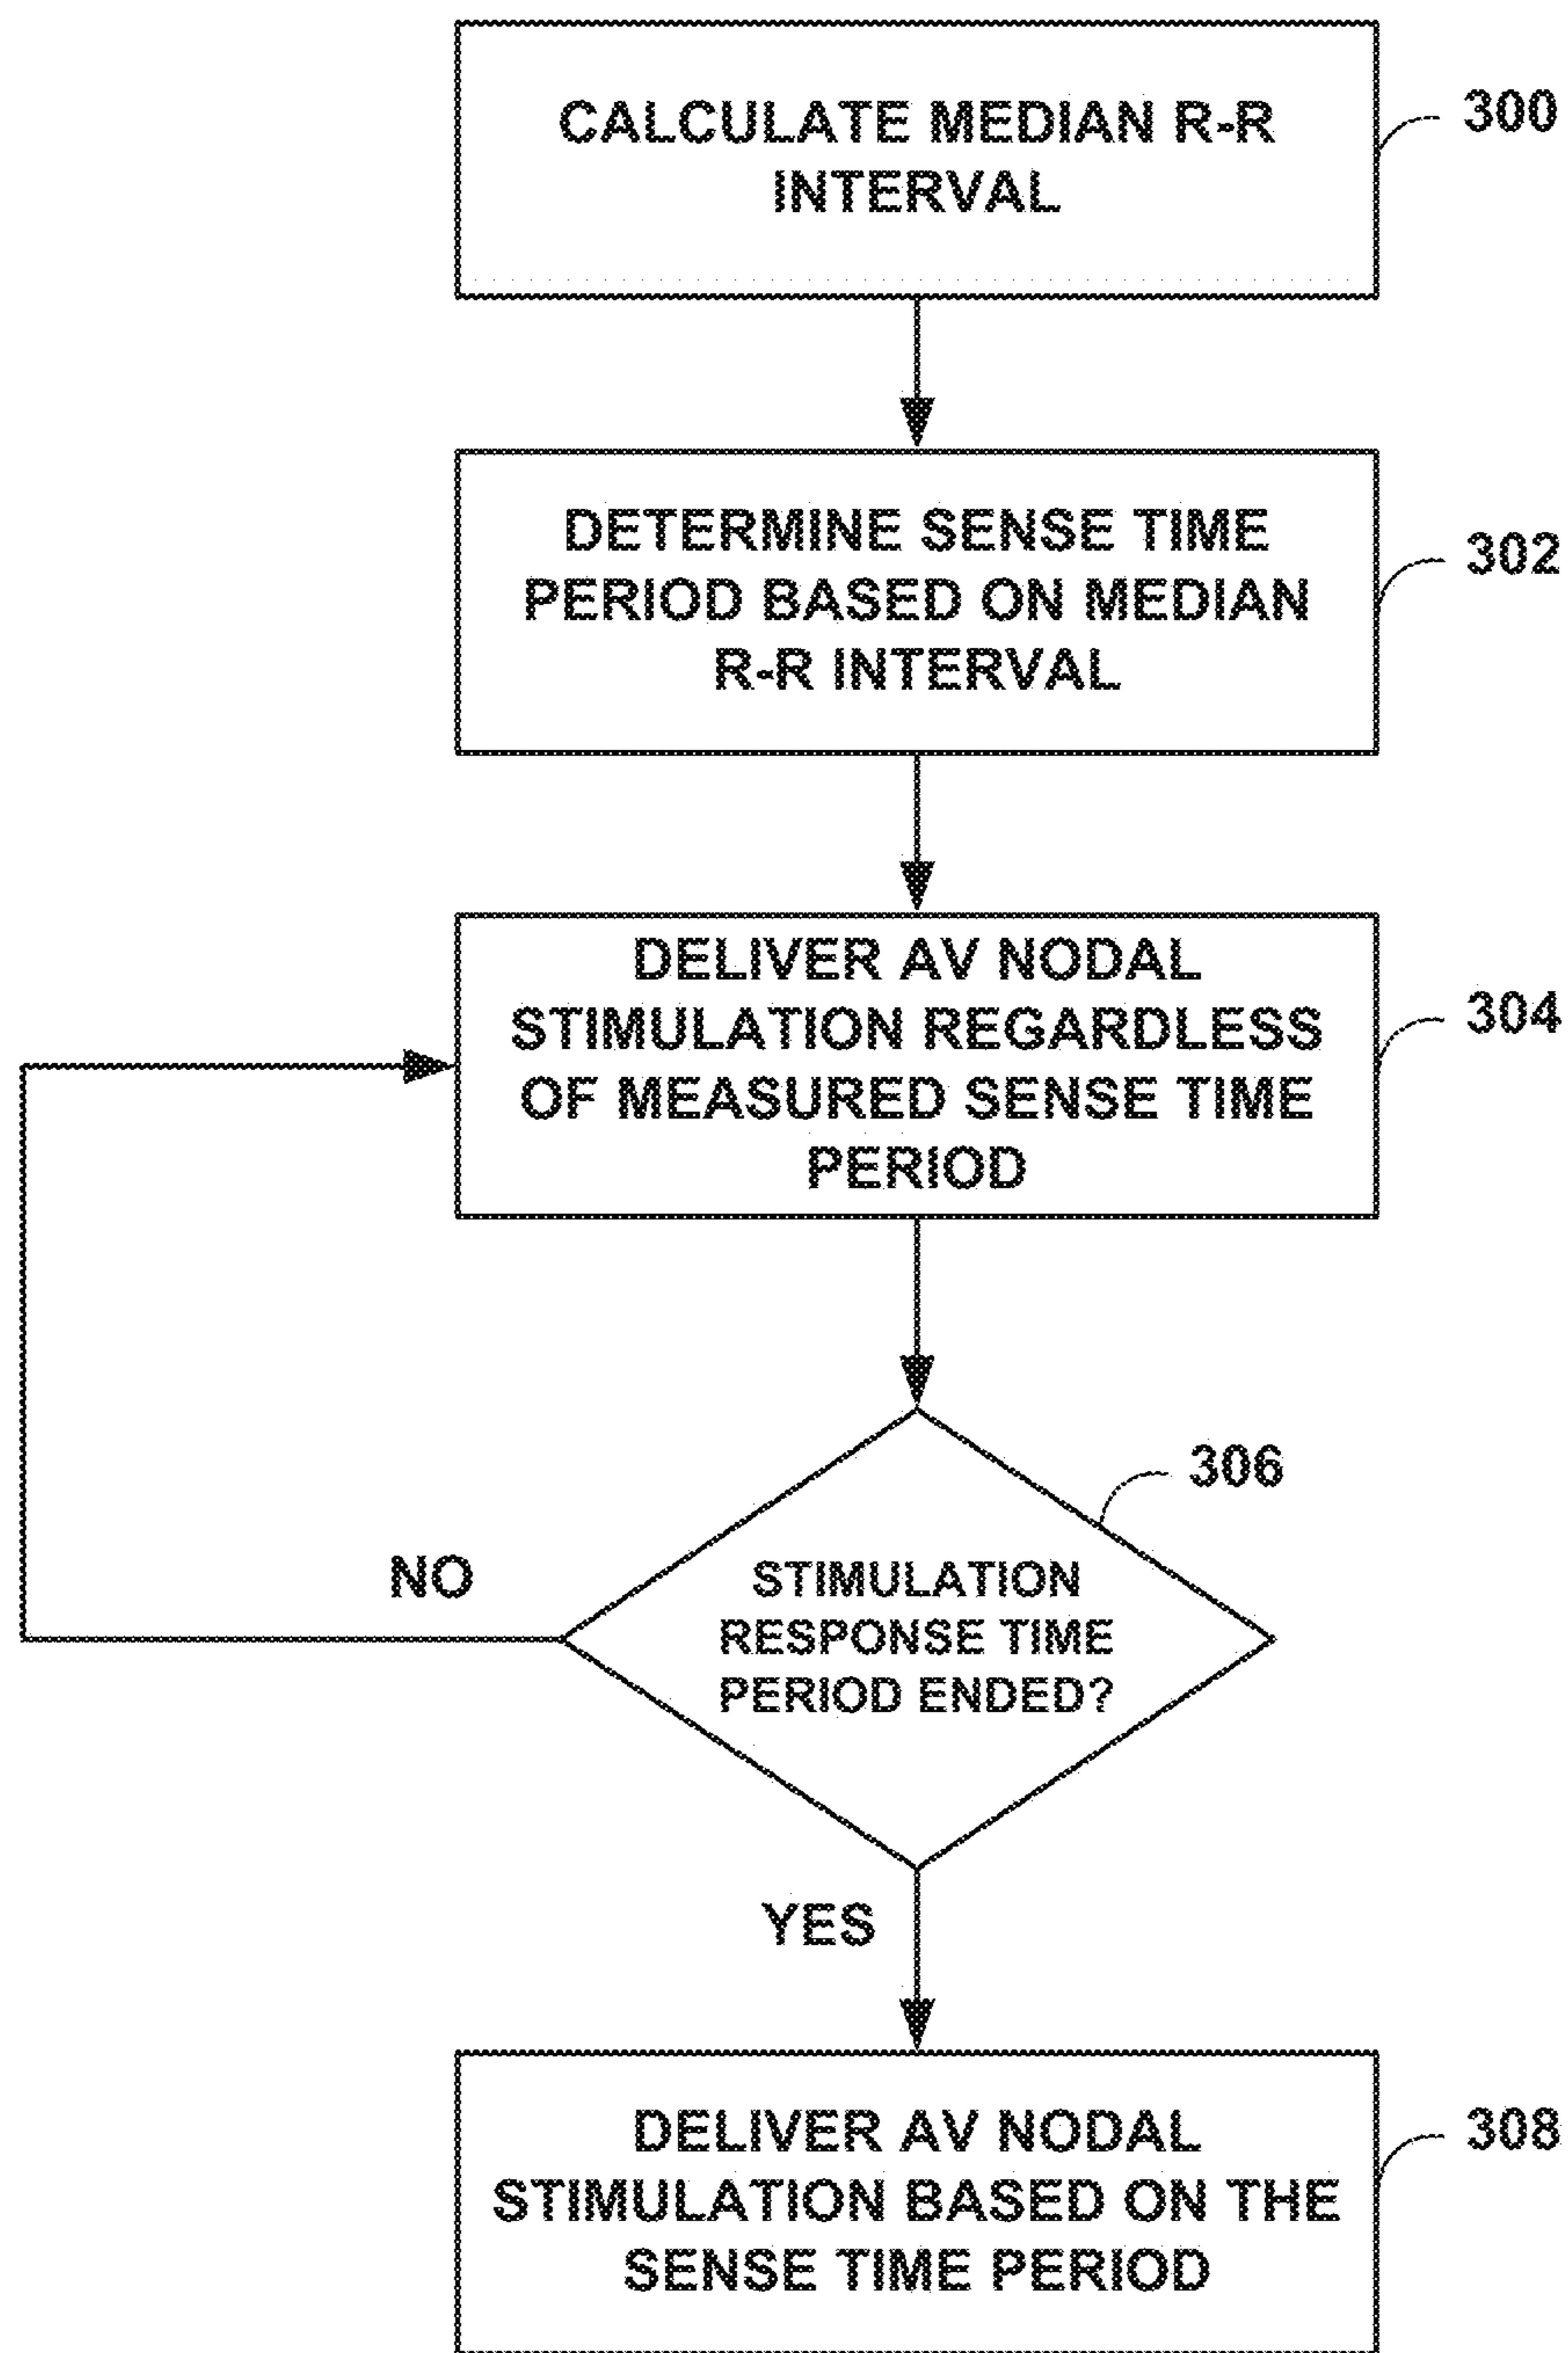 CALCULATE MEDIAN R-R
INTERVAL
300
DETERMINE SENSE TIME
PERIOD BASED ON MEDIAN
R-R INTERVAL
302
DELIVER AV NODAL
STIMULATION REGARDLESS
OF MEASURED SENSE TIME
PERIOD
304
306
STIMULATION
RESPONSE TIME
PERIOD ENDED?
NO
YES
DELIVER AV NODAL
STIMULATION BASED ON THE
SENSE TIME PERIOD
308